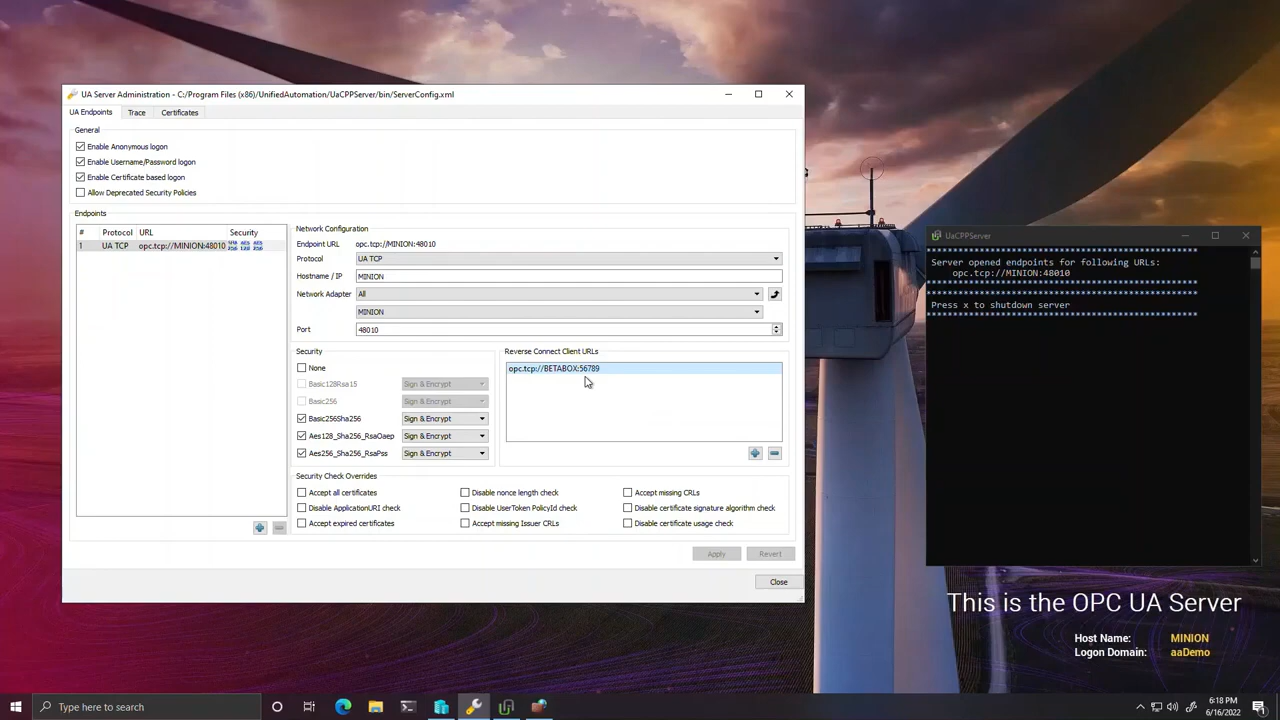 UA Server Administration - C:/Program Files (x86)/UnifiedAutomation/UaCPPServer/bin/ServerConfig.xml
UA Endpoints
Trace
Certificates
General
Enable Anonymous logon
Enable Username/Password logon
Enable Certificate based logon
Allow Deprecated Security Policies
Endpoints
# Protocol URL Security
1 UA TCP opc.tcp://MINION:48010
Network Configuration
Endpoint URL opc.tcp://MINION:48010
Protocol UA TCP
Hostname / IP MINION
Network Adapter All
MINION
Port 48010
Security
None
Basic128Rsa15 Sign & Encrypt
Basic256 Sign & Encrypt
Basic256Sha256 Sign & Encrypt
Aes128_Sha256_RsaOaep Sign & Encrypt
Aes256_Sha256_RsaPss Sign & Encrypt
Reverse Connect Client URLs
opc.tcp://BETABOX:56789
Security Check Overrides
Accept all certificates Disable nonce length check Accept missing CRLs
Disable ApplicationURI check Disable UserToken PolicyId check Disable certificate signature algorithm check
Accept expired certificates Accept missing Issuer CRLs Disable certificate usage check
Apply Revert
Close
UaCPPServer
**************************************************
Server opened endpoints for following URLs:
opc.tcp://MINION:48010
**************************************************
**************************************************
Press x to shutdown server
**************************************************
This is the OPC UA Server
Host Name: MINION
Logon Domain: aaDemo
Type here to search
6:18 PM
6/16/2022